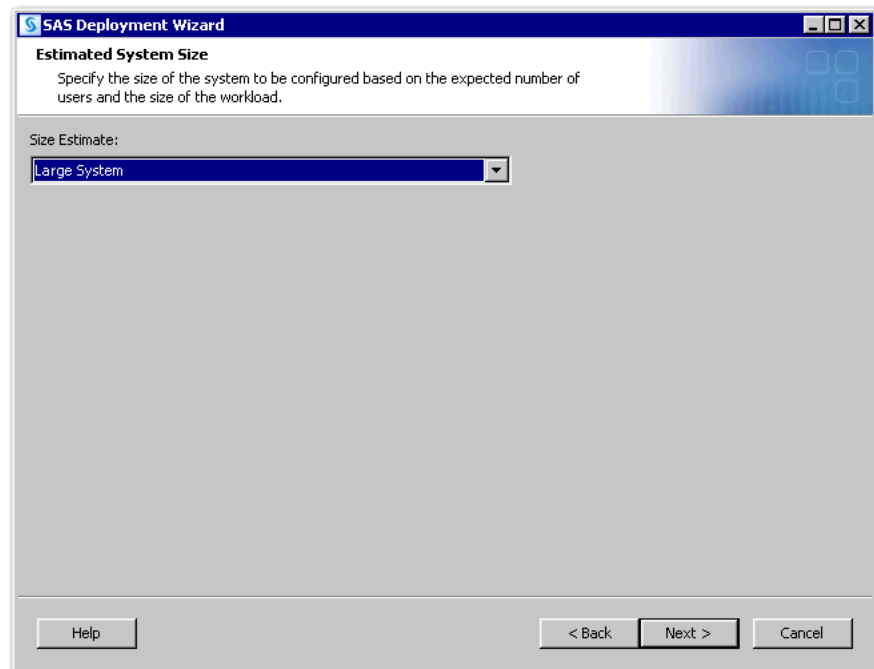 SAS Deployment Wizard
Estimated System Size
Specify the size of the system to be configured based on the expected number of
users and the size of the workload.
Size Estimate:
Large System
Help
< Back
Next >
Cancel